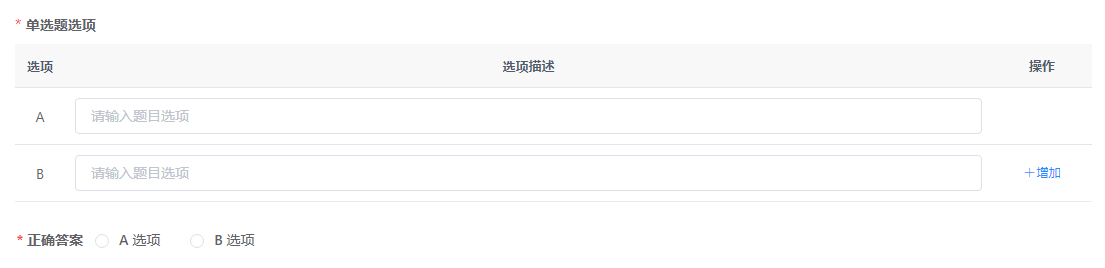 * 单选题选项
选项 选项描述 操作
A 请输入题目选项
B 请输入题目选项 +增加
* 正确答案 A 选项 B 选项